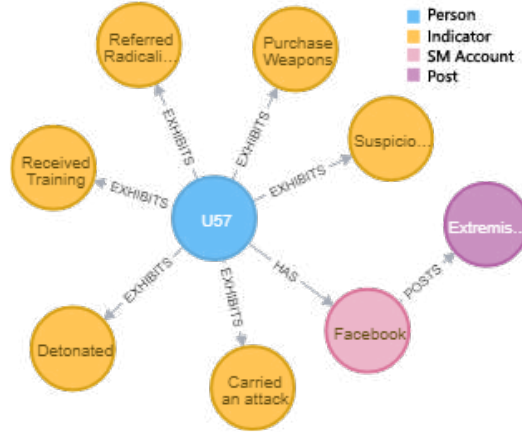 Person
Indicator
SM Account
Post
Referred
Radicali...
Purchase
Weapons
Suspicio...
Received
Training
U57
Extremis...
Facebook
Detonated
Carried
an attack
EXHIBITS
EXHIBITS
EXHIBITS
EXHIBITS
EXHIBITS
EXHIBITS
HAS
POSTS